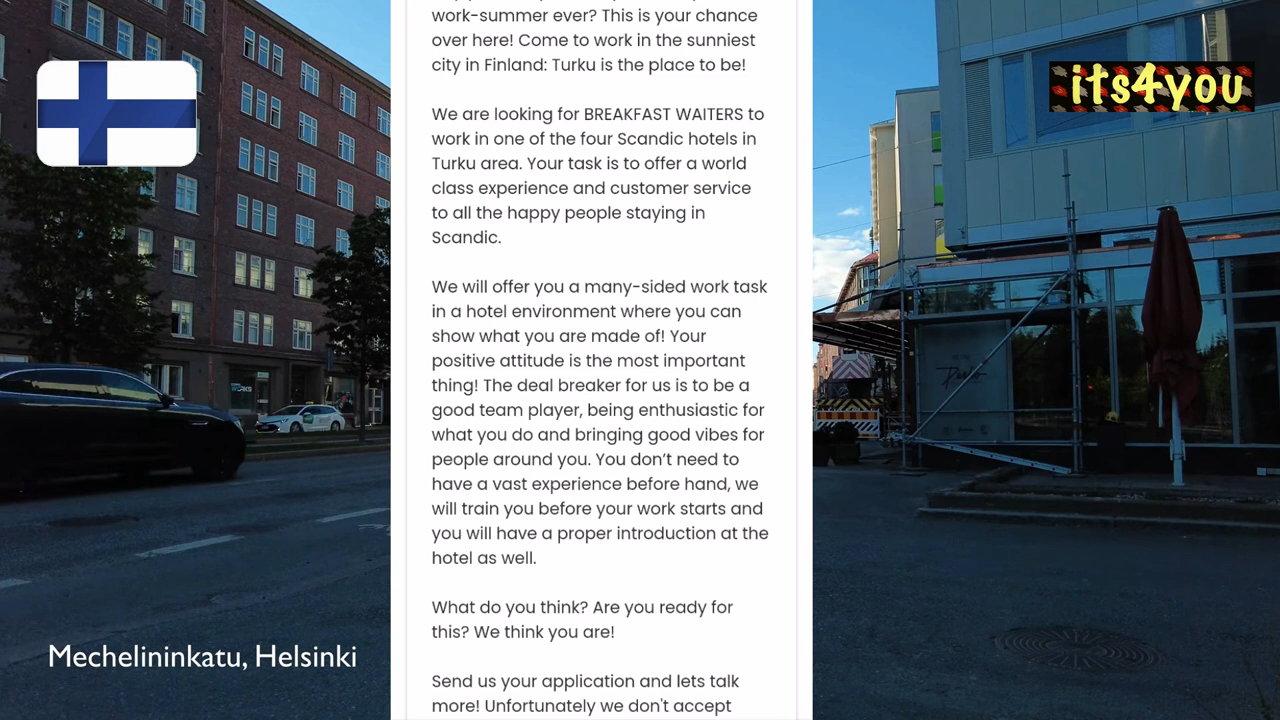 work-summer ever? This is your chance
over here! Come to work in the sunniest
city in Finland: Turku is the place to be!
We are looking for BREAKFAST WAITERS to
work in one of the four Scandic hotels in
Turku area. Your task is to offer a world
class experience and customer service
to all the happy people staying in
Scandic.
We will offer you a many-sided work task
in a hotel environment where you can
show what you are made of! Your
positive attitude is the most important
thing! The deal breaker for us is to be a
good team player, being enthusiastic for
what you do and bringing good vibes for
people around you. You don’t need to
have a vast experience before hand, we
will train you before your work starts and
you will have a proper introduction at the
hotel as well.
What do you think? Are you ready for
this? We think you are!
Send us your application and lets talk
more! Unfortunately we don't accept
its4you
Mechelininkatu, Helsinki